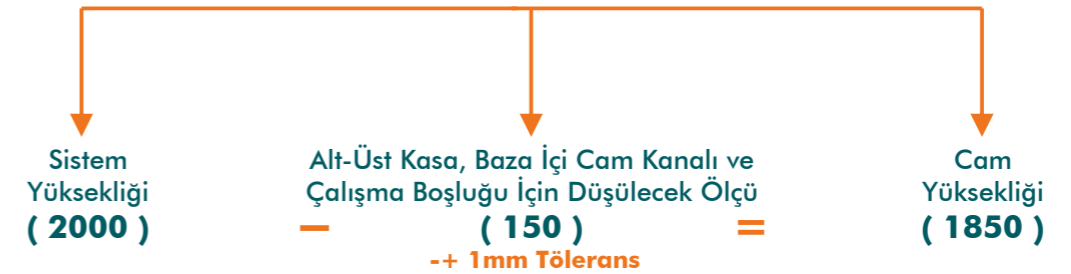 Sistem
Yüksekliği
( 2000 )
−
Alt-Üst Kasa, Baza İçi Cam Kanalı ve
Çalışma Boşluğu İçin Düşülecek Ölçü
( 150 )
-+ 1mm Tölerans
=
Cam
Yüksekliği
( 1850 )